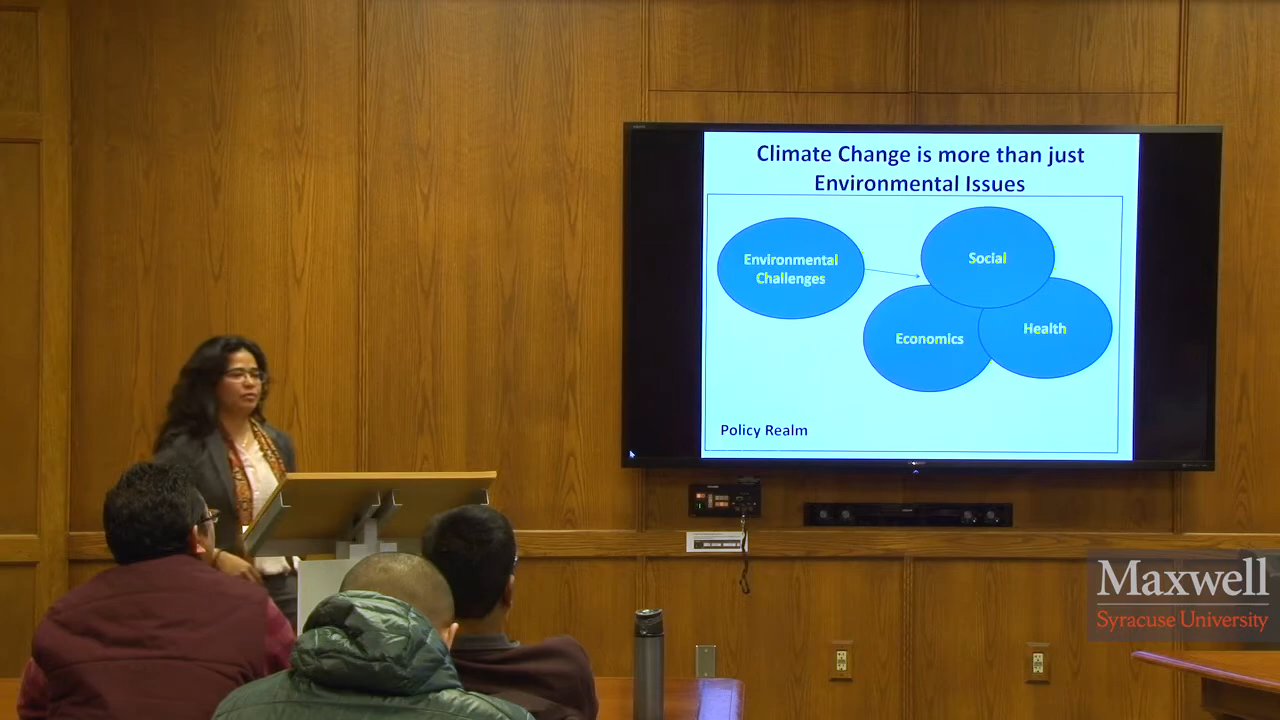 Climate Change is more than just
Environmental Issues
Environmental
Challenges
Social
Economics
Health
Policy Realm
Maxwell
Syracuse University